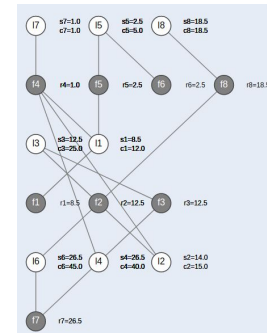 I7 s7=1.0 I5 s5=2.5 I8 s8=18.5
c7=1.0 c5=5.0 c8=18.5
f4 r4=1.0 f5 r5=2.5 f6 r6=2.5 f8 r8=18.5
I3 s3=12.5 I1 s1=8.5
c3=25.0 c1=12.0
f1 r1=8.5 f2 r2=12.5 f3 r3=12.5
I6 s6=26.5 I4 s4=26.5 I2 s2=14.0
c6=45.0 c4=40.0 c2=15.0
f7 r7=26.5